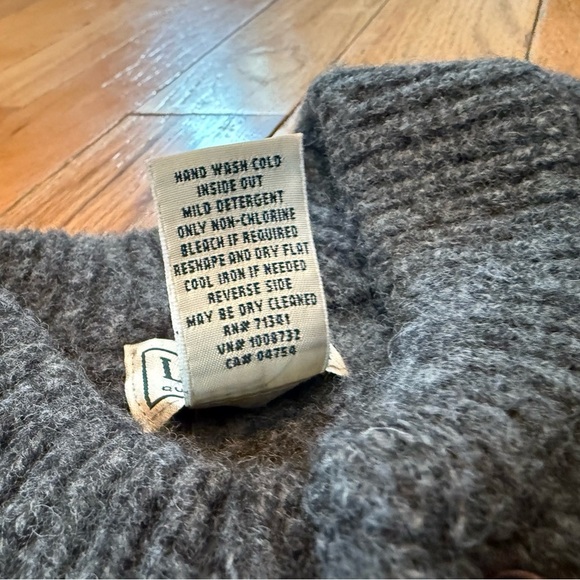 HAND WASH COLD
INSIDE OUT
MILD DETERGENT
ONLY NON-CHLORINE
BLEACH IF REQUIRED
RESHAPE AND DRY FLAT
COOL IRON IF NEEDED
REVERSE SIDE
MAY BE DRY CLEANED
RN# 71341
VN# 1008732
CA# 04754